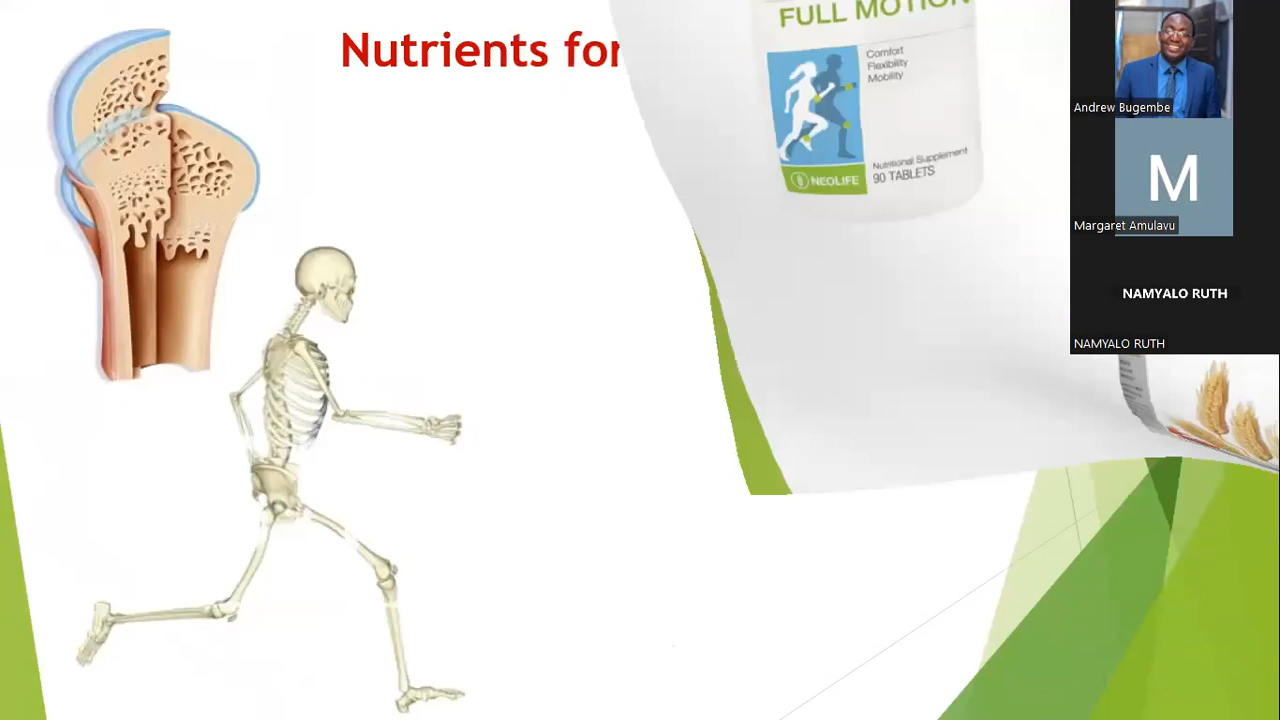 Nutrients for
FULL MOTION
Comfort
Flexibility
Mobility
NEOLIFE
Nutritional Supplement
90 TABLETS
Andrew Bugembe
M
Margaret Amulavu
NAMYALO RUTH
NAMYALO RUTH